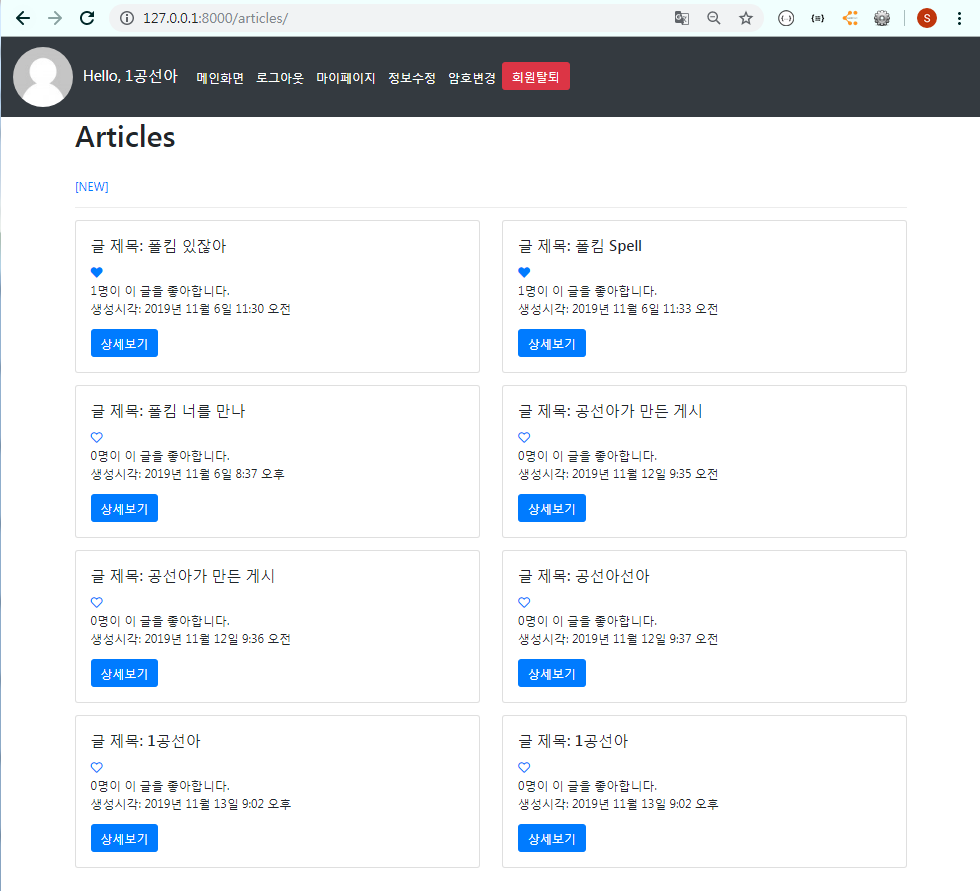 127.0.0.1:8000/articles/
S
Hello, 1공선아 메인화면 로그아웃 마이페이지 정보수정 암호변경 회원탈퇴
Articles
[NEW]
글 제목: 폴킴 있잖아
1명이 이 글을 좋아합니다.
생성시각: 2019년 11월 6일 11:30 오전
상세보기
글 제목: 폴킴 Spell
1명이 이 글을 좋아합니다.
생성시각: 2019년 11월 6일 11:33 오전
상세보기
글 제목: 폴킴 너를 만나
0명이 이 글을 좋아합니다.
생성시각: 2019년 11월 6일 8:37 오후
상세보기
글 제목: 공선아가 만든 게시
0명이 이 글을 좋아합니다.
생성시각: 2019년 11월 12일 9:35 오전
상세보기
글 제목: 공선아가 만든 게시
0명이 이 글을 좋아합니다.
생성시각: 2019년 11월 12일 9:36 오전
상세보기
글 제목: 공선아선아
0명이 이 글을 좋아합니다.
생성시각: 2019년 11월 12일 9:37 오전
상세보기
글 제목: 1공선아
0명이 이 글을 좋아합니다.
생성시각: 2019년 11월 13일 9:02 오후
상세보기
글 제목: 1공선아
0명이 이 글을 좋아합니다.
생성시각: 2019년 11월 13일 9:02 오후
상세보기